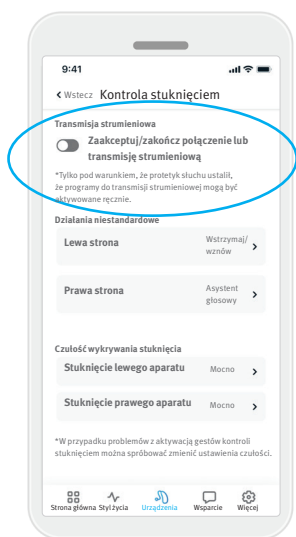 9:41
Wstecz Kontrola stuknięciem
Transmisja strumieniowa
Zaakceptuj/zakończ połączenie lub
transmisję strumieniową
*Tylko pod warunkiem, że protetyk słuchu ustalił,
że programy do transmisji strumieniowej mogą być
aktywowane ręcznie.
Działania niestandardowe
Lewa strona
Wstrzymaj/
wznów
Prawa strona
Asystent
głosowy
Czułość wykrywania stuknięcia
Stuknięcie lewego aparatu Mocno
Stuknięcie prawego aparatu Mocno
*W przypadku problemów z aktywacją gestów kontroli
stuknięciem można spróbować zmienić ustawienia czułości.
Strona główna Styl życia Urządzenia Wsparcie Więcej